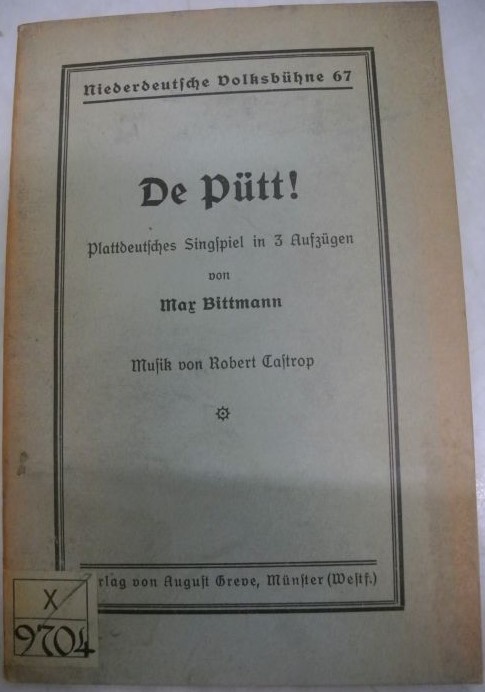 Niederdeutsche Volksbühne 67
De Pütt!
Plattdeutsches Singspiel in 3 Aufzügen
von
Max Bittmann
Musik von Robert Castrop
rlag von August Greve, Münster (Westf.)
X
9704